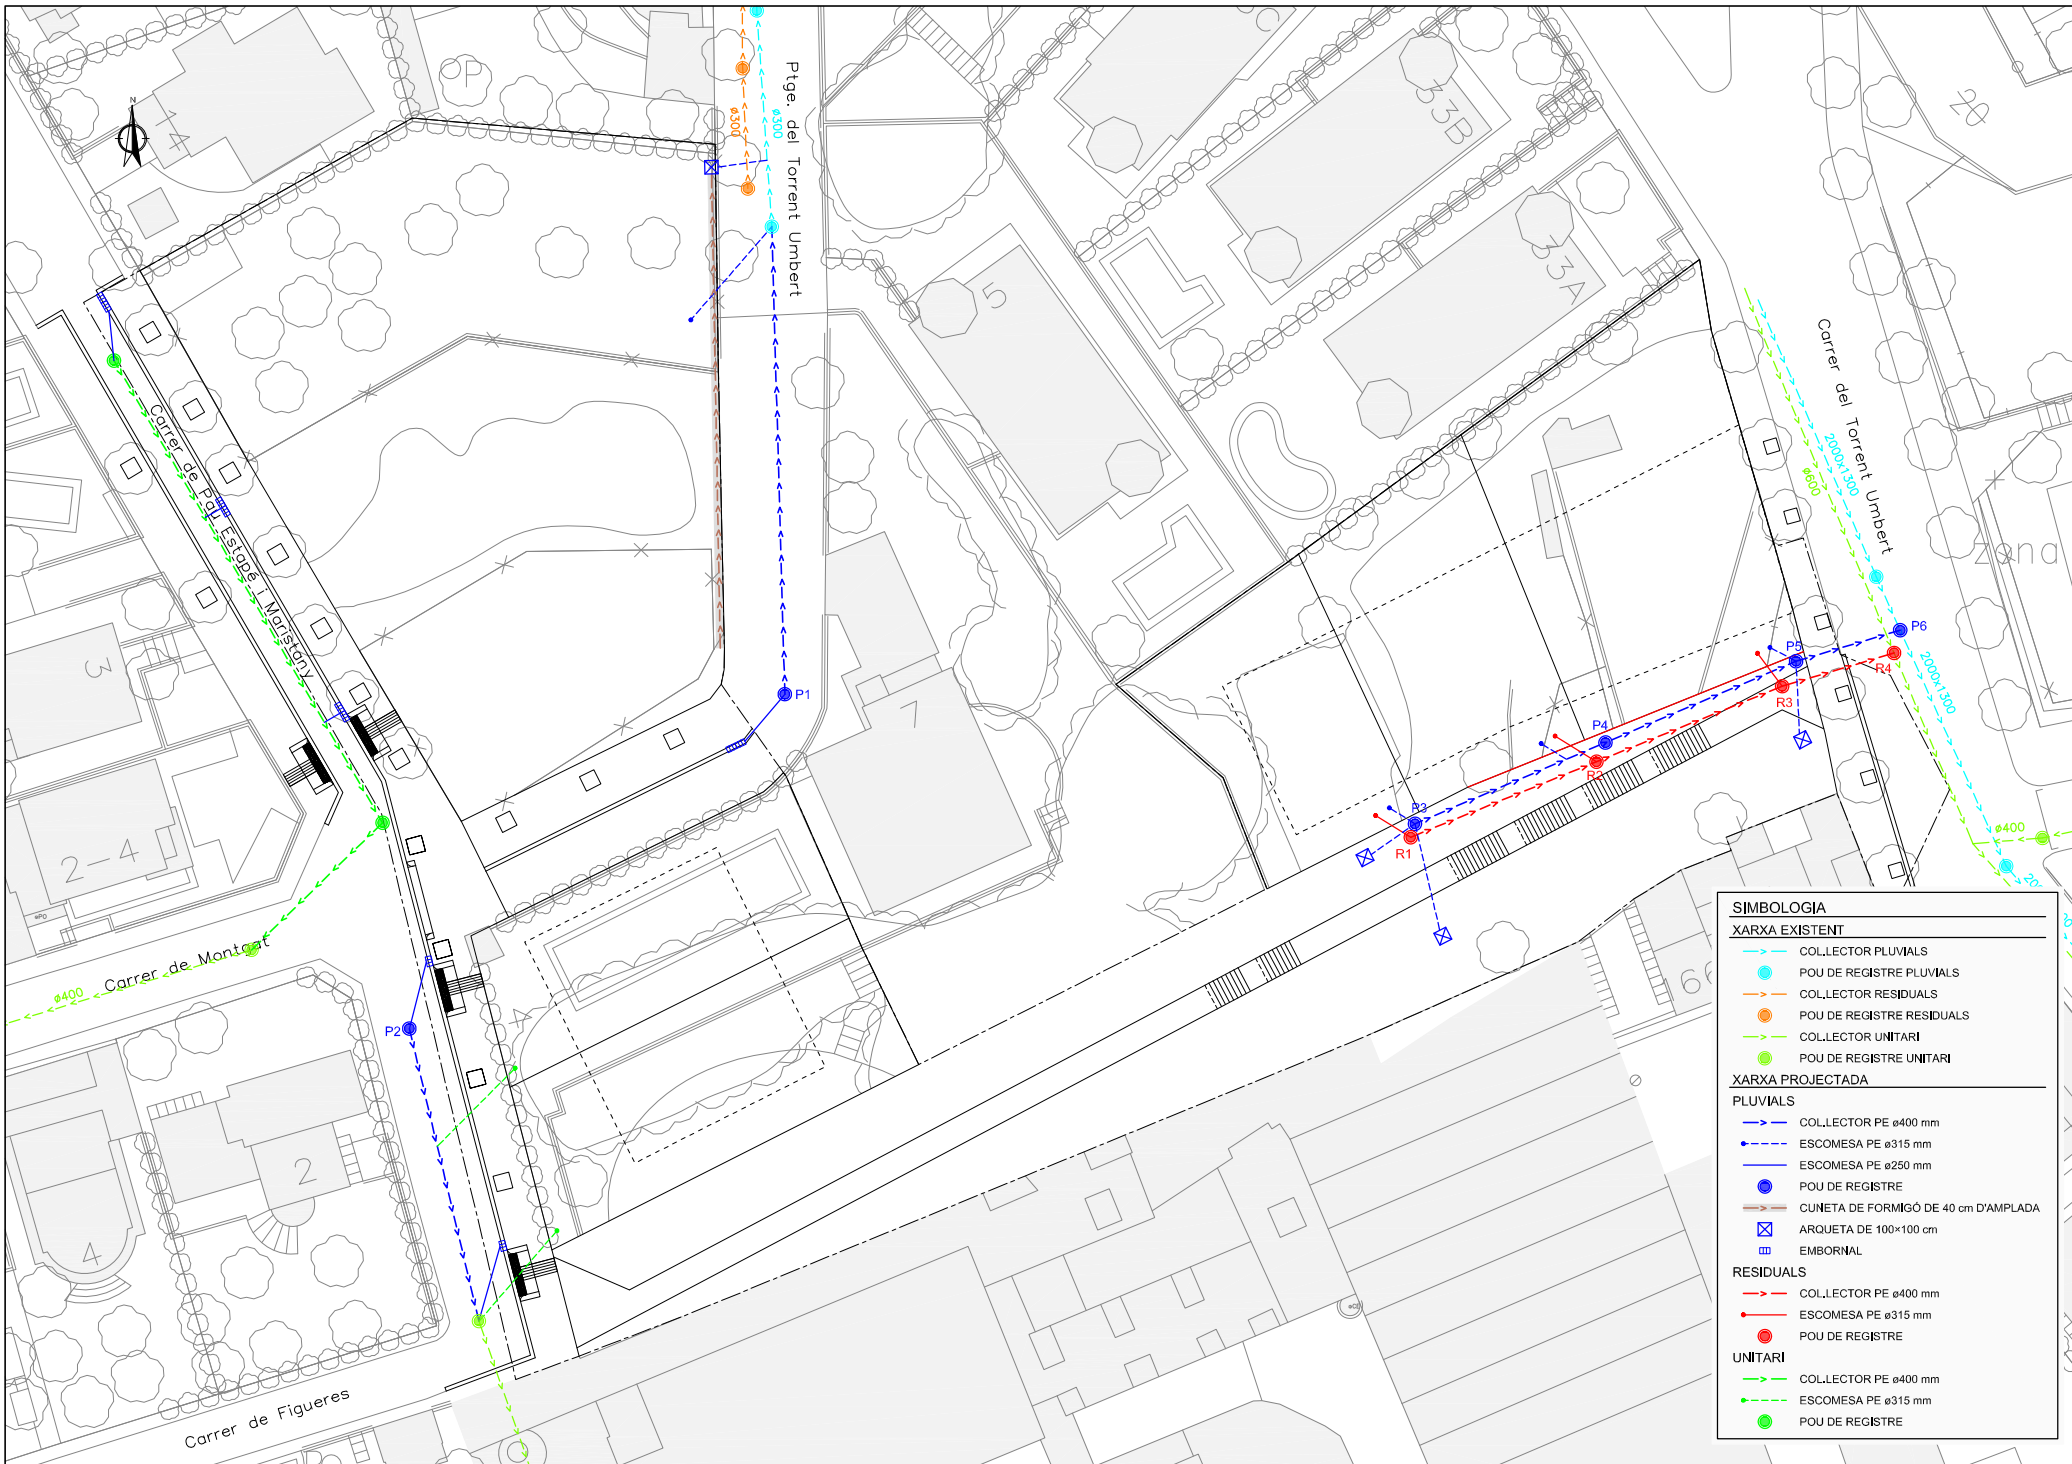 N
14
P
ø300
ø300
Ptge. del Torrent Umbert
33B
33A
5
7
3
2-4
Carrer de Pau Estapé i Maristany
Carrer de Montgat
ø400
Carrer de Figueres
4
2
4
P1
P2
P3
P4
P5
P6
R1
R2
R3
R4
Carrer del Torrent Umbert
2000x1300
ø600
2000x1300
ø400
zona
66
SIMBOLOGIA
XARXA EXISTENT
COL.LECTOR PLUVIALS
POU DE REGISTRE PLUVIALS
COL.LECTOR RESIDUALS
POU DE REGISTRE RESIDUALS
COL.LECTOR UNITARI
POU DE REGISTRE UNITARI
XARXA PROJECTADA
PLUVIALS
COL.LECTOR PE ø400 mm
ESCOMESA PE ø315 mm
ESCOMESA PE ø250 mm
POU DE REGISTRE
CUNETA DE FORMIGÓ DE 40 cm D'AMPLADA
ARQUETA DE 100×100 cm
EMBORNAL
RESIDUALS
COL.LECTOR PE ø400 mm
ESCOMESA PE ø315 mm
POU DE REGISTRE
UNITARI
COL.LECTOR PE ø400 mm
ESCOMESA PE ø315 mm
POU DE REGISTRE